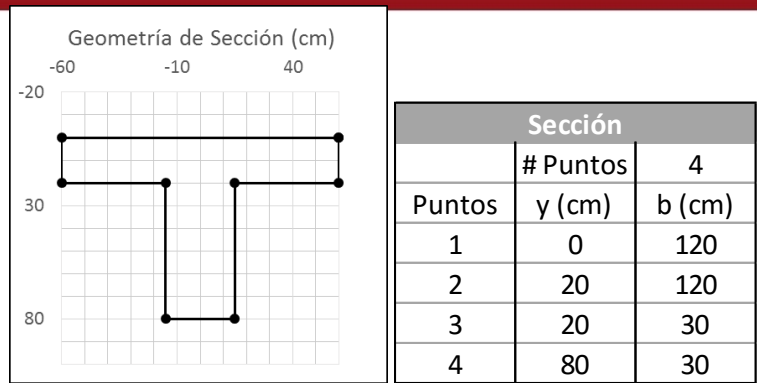 Geometría de Sección (cm)
-60 -10 40
-20
30
80
Sección
# Puntos 4
Puntos y (cm) b (cm)
1 0 120
2 20 120
3 20 30
4 80 30